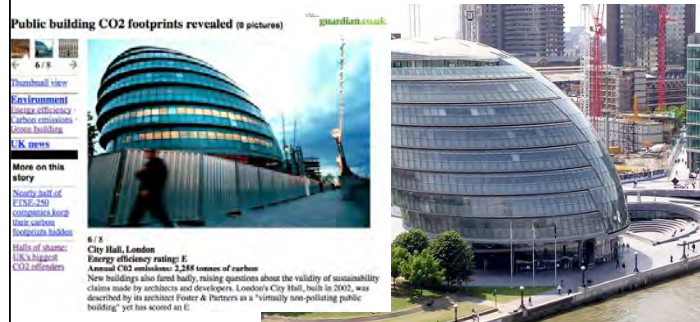 Public building CO2 footprints revealed (8 pictures)
guardian.co.uk
6 / 8
Thumbnail view
Environment
Energy efficiency ·
Carbon emissions ·
Green building
UK news
More on this
story
Nearly half of
FTSE-250
companies keep
their carbon
footprints hidden
Halls of shame:
UK's biggest
CO2 offenders
6 / 8
City Hall, London
Energy efficiency rating: E
Annual C02 emissions: 2,255 tonnes of carbon
New buildings also fared badly, raising questions about the validity of sustainability
claims made by architects and developers. London's City Hall, built in 2002, was
described by its architect Foster & Partners as a "virtually non-polluting public
building" yet has scored an E